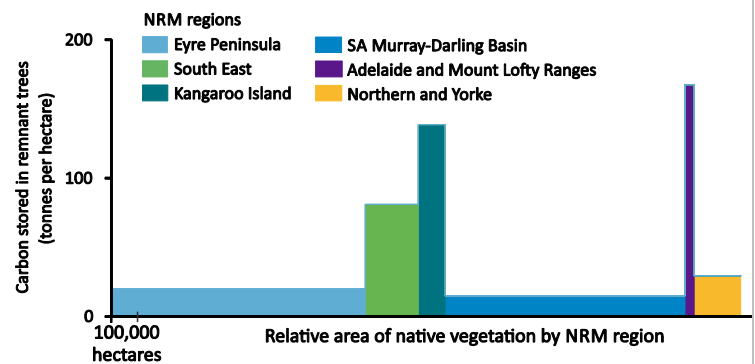 NRM regions
Eyre Peninsula
South East
Kangaroo Island
SA Murray-Darling Basin
Adelaide and Mount Lofty Ranges
Northern and Yorke
Carbon stored in remnant trees
(tonnes per hectare)
200
100
0
100,000
hectares
Relative area of native vegetation by NRM region